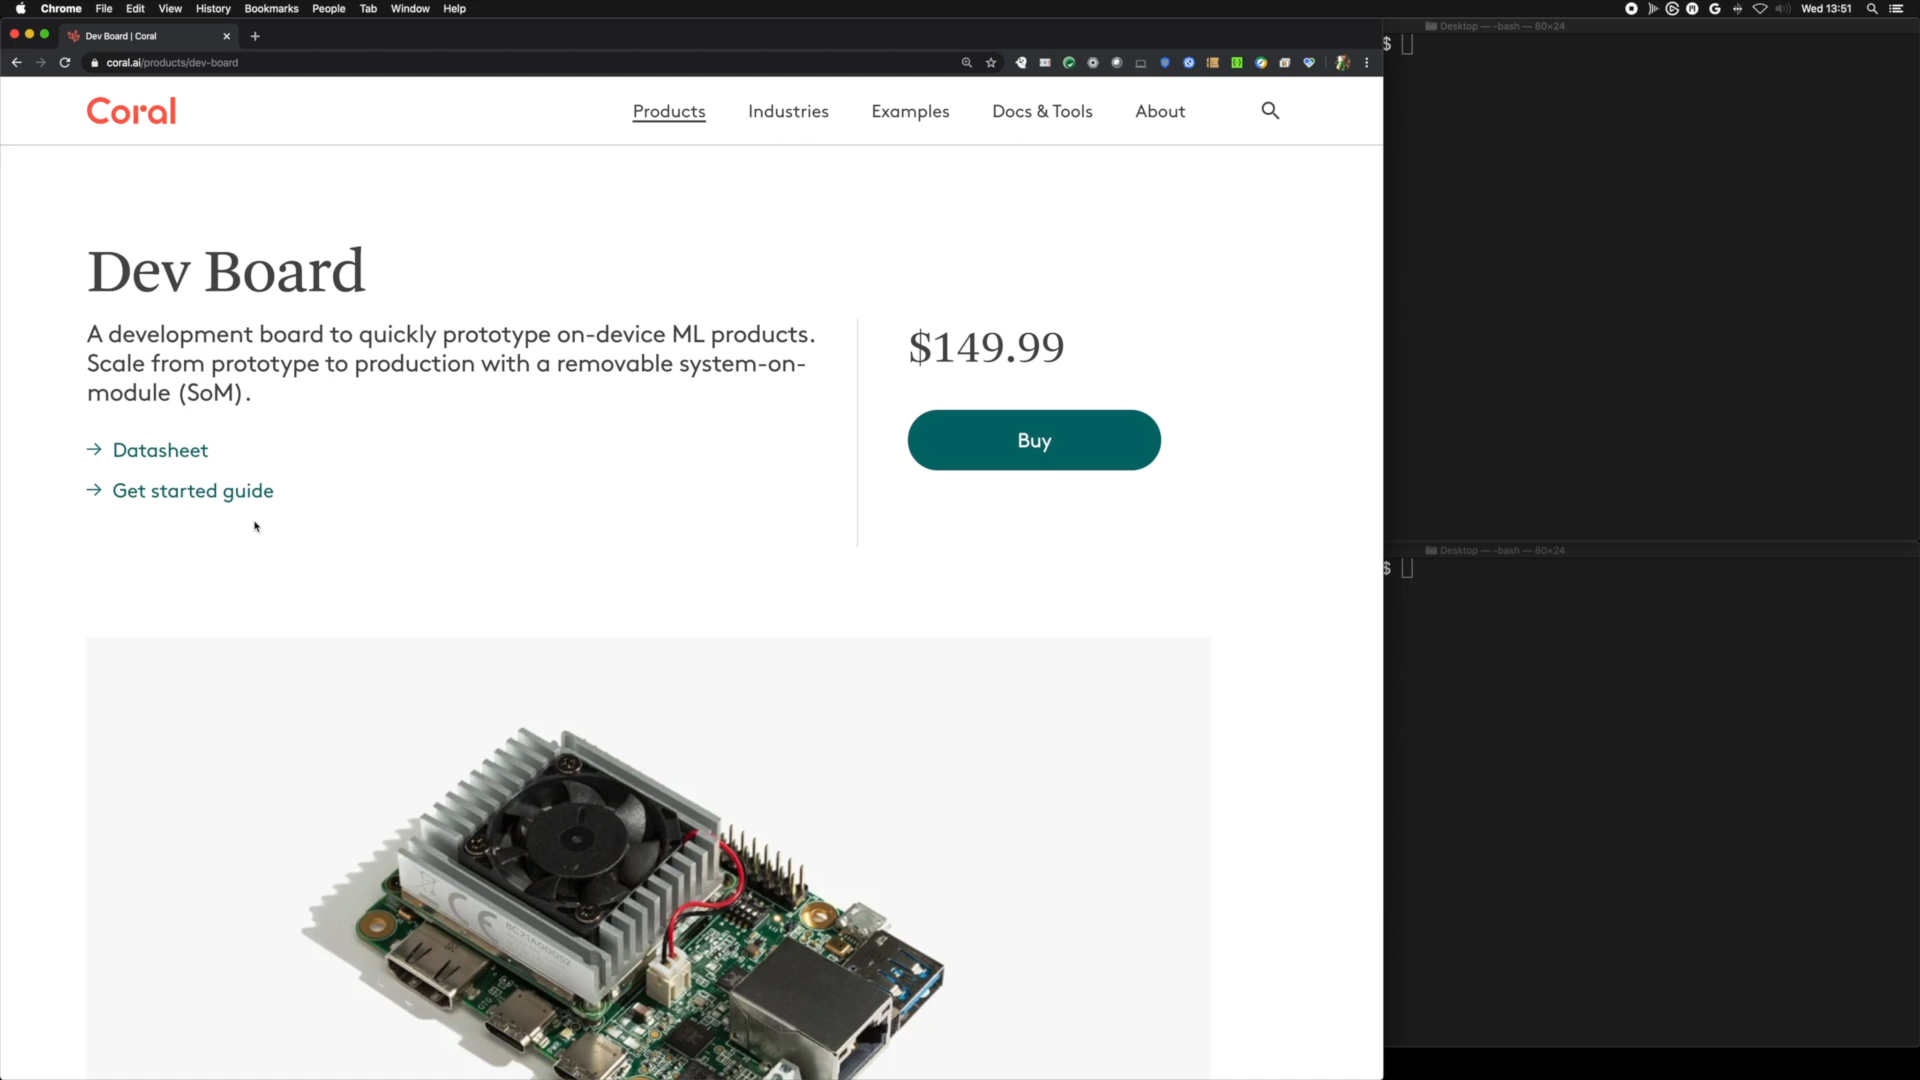 Chrome File Edit View History Bookmarks People Tab Window Help
Wed 13:51
Dev Board | Coral
coral.ai/products/dev-board
Coral
Products Industries Examples Docs & Tools About
Dev Board
A development board to quickly prototype on-device ML products.
Scale from prototype to production with a removable system-on-
module (SoM).
→ Datasheet
→ Get started guide
$149.99
Buy
CE
Desktop — -bash — 80×24
$
Desktop — -bash — 80×24
$